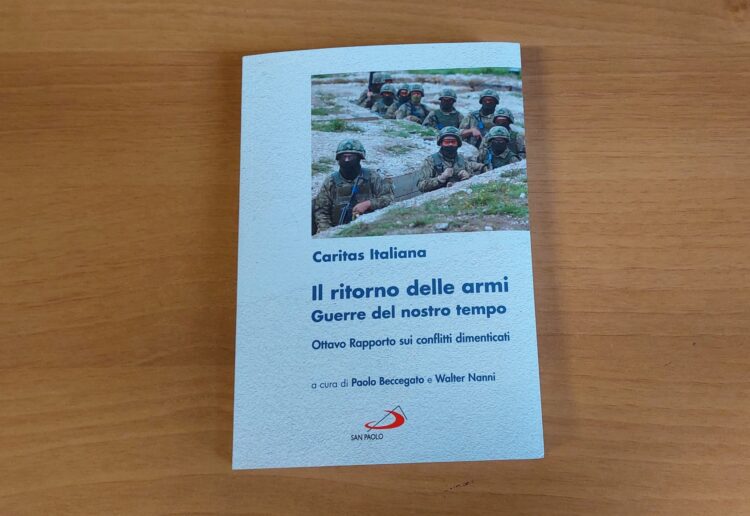 Caritas Italiana
Il ritorno delle armi
Guerre del nostro tempo
Ottavo Rapporto sui conflitti dimenticati
a cura di Paolo Beccegato e Walter Nanni
SAN PAOLO